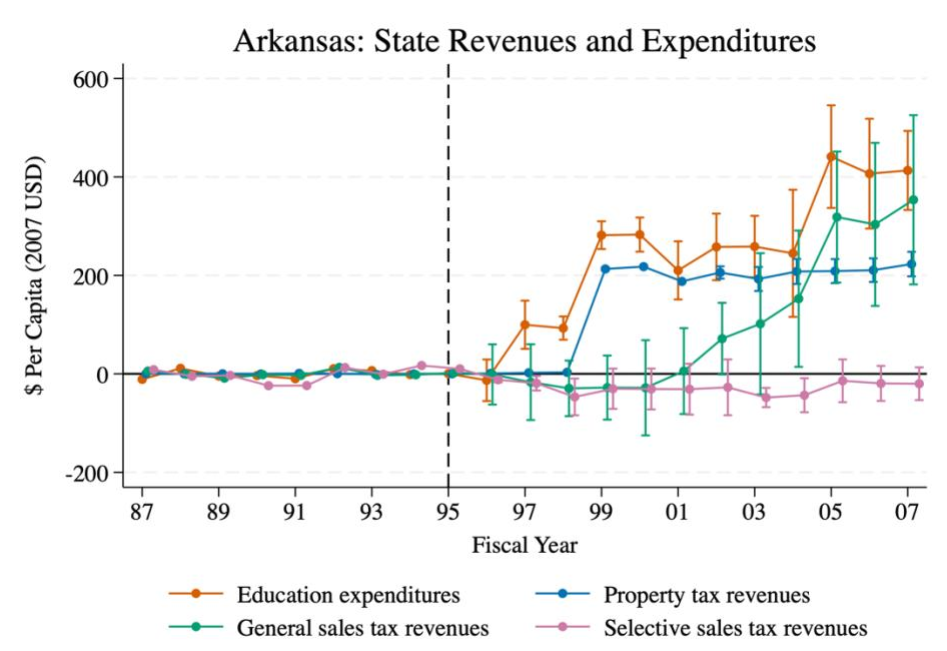 Arkansas: State Revenues and Expenditures
$ Per Capita (2007 USD)
600
400
200
0
-200
87 89 91 93 95 97 99 01 03 05 07
Fiscal Year
Education expenditures Property tax revenues
General sales tax revenues Selective sales tax revenues